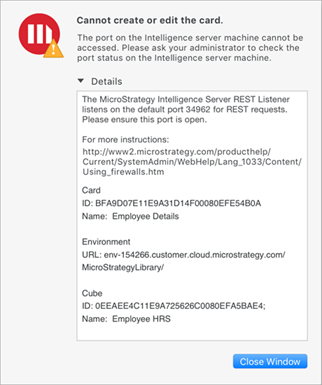 Cannot create or edit the card.
The port on the Intelligence server machine cannot be
accessed. Please ask your administrator to check the
port status on the Intelligence server machine.
Details
The MicroStrategy Intelligence Server REST Listener
listens on the default port 34962 for REST requests.
Please ensure this port is open.
For more instructions:
http://www2.microstrategy.com/producthelp/
Current/SystemAdmin/WebHelp/Lang_1033/Content/
Using_firewalls.htm
Card
ID: BFA9D07E11E9A31D14F00080EFE54B0A
Name: Employee Details
Environment
URL: env-154266.customer.cloud.microstrategy.com/
MicroStrategyLibrary/
Cube
ID: 0EEAEE4C11E9A725626C0080EFA5BAE4;
Name: Employee HRS
Close Window